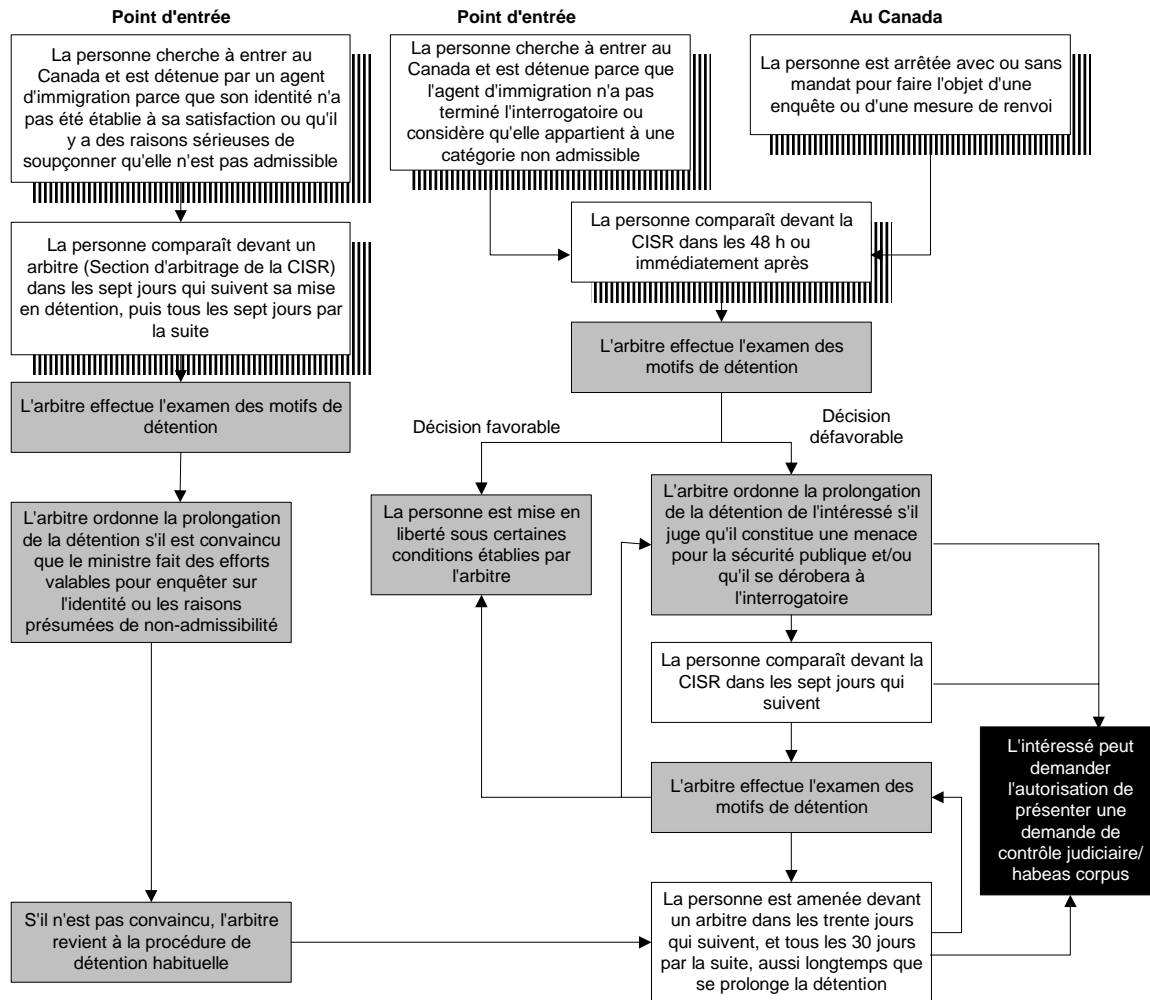 Point d'entrée
La personne cherche à entrer au
Canada et est détenue par un agent
d'immigration parce que son identité n'a
pas été établie à sa satisfaction ou qu'il
y a des raisons sérieuses de
soupçonner qu'elle n'est pas admissible
La personne comparaît devant un
arbitre (Section d'arbitrage de la CISR)
dans les sept jours qui suivent sa mise
en détention, puis tous les sept jours par
la suite
L'arbitre effectue l'examen des motifs de
détention
L'arbitre ordonne la prolongation
de la détention s'il est convaincu
que le ministre fait des efforts
valables pour enquêter sur
l'identité ou les raisons
présumées de non-admissibilité
S'il n'est pas convaincu, l'arbitre
revient à la procédure de
détention habituelle
Point d'entrée
La personne cherche à entrer au
Canada et est détenue parce que
l'agent d'immigration n'a pas
terminé l'interrogatoire ou
considère qu'elle appartient à une
catégorie non admissible
Au Canada
La personne est arrêtée avec ou sans
mandat pour faire l'objet d'une
enquête ou d'une mesure de renvoi
La personne comparaît devant la
CISR dans les 48 h ou
immédiatement après
L'arbitre effectue l'examen des
motifs de détention
Décision favorable
Décision
défavorable
La personne est mise en
liberté sous certaines
conditions établies par
l'arbitre
L'arbitre ordonne la prolongation
de la détention de l'intéressé s'il
juge qu'il constitue une menace
pour la sécurité publique et/ou
qu'il se dérobera à
l'interrogatoire
La personne comparaît devant la
CISR dans les sept jours qui
suivent
L'arbitre effectue l'examen des
motifs de détention
La personne est amenée devant
un arbitre dans les trente jours
qui suivent, et tous les 30 jours
par la suite, aussi longtemps que
se prolonge la détention
L'intéressé peut
demander
l'autorisation de
présenter une
demande de
contrôle judiciaire/
habeas corpus